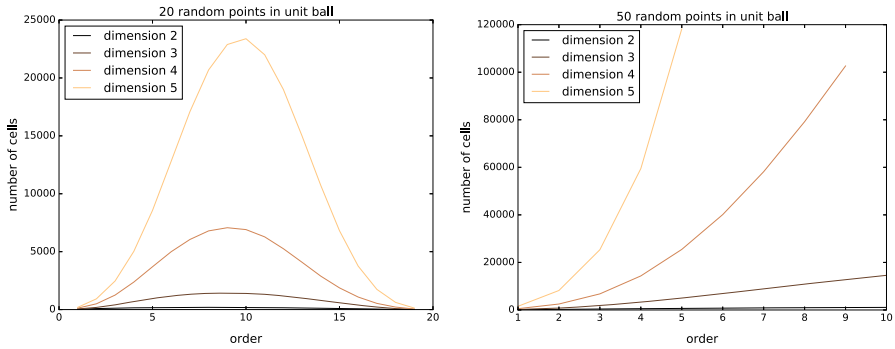 20 random points in unit ball
25000
20000
15000
10000
5000
0
number of cells
dimension 2
dimension 3
dimension 4
dimension 5
0 5 10 15 20
order
50 random points in unit ball
120000
100000
80000
60000
40000
20000
0
number of cells
dimension 2
dimension 3
dimension 4
dimension 5
1 2 3 4 5 6 7 8 9 10
order